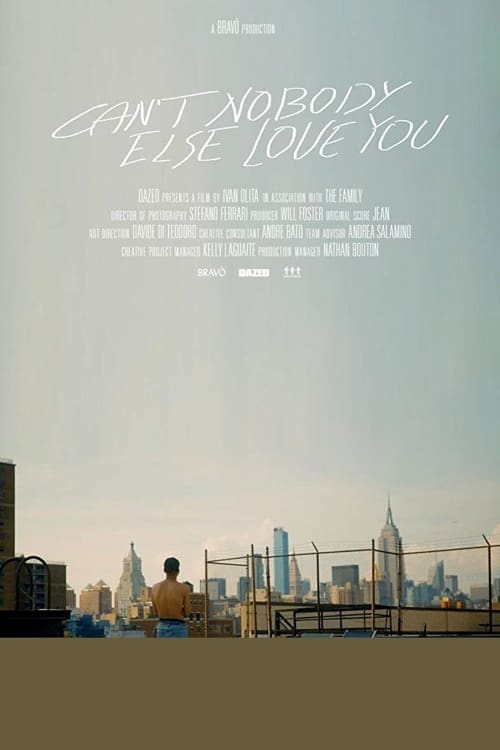 A BRAVÒ PRODUCTION
CAN'T NOBODY
ELSE LOVE YOU
DAZED PRESENTS A FILM BY IVAN OLITA IN ASSOCIATION WITH THE FAMILY
DIRECTOR OF PHOTOGRAPHY STEFANO FERRARI PRODUCER WILL FOSTER ORIGINAL SCORE JEAN
ART DIRECTION DAVIDE DI TEODORO CREATIVE CONSULTANT ANDRE BATO TEAM ADVISOR ANDREA SALAMINO
CREATIVE PROJECT MANAGER KELLY LAGUAITE PRODUCTION MANAGER NATHAN BOUTON
BRAVÒ DAZED